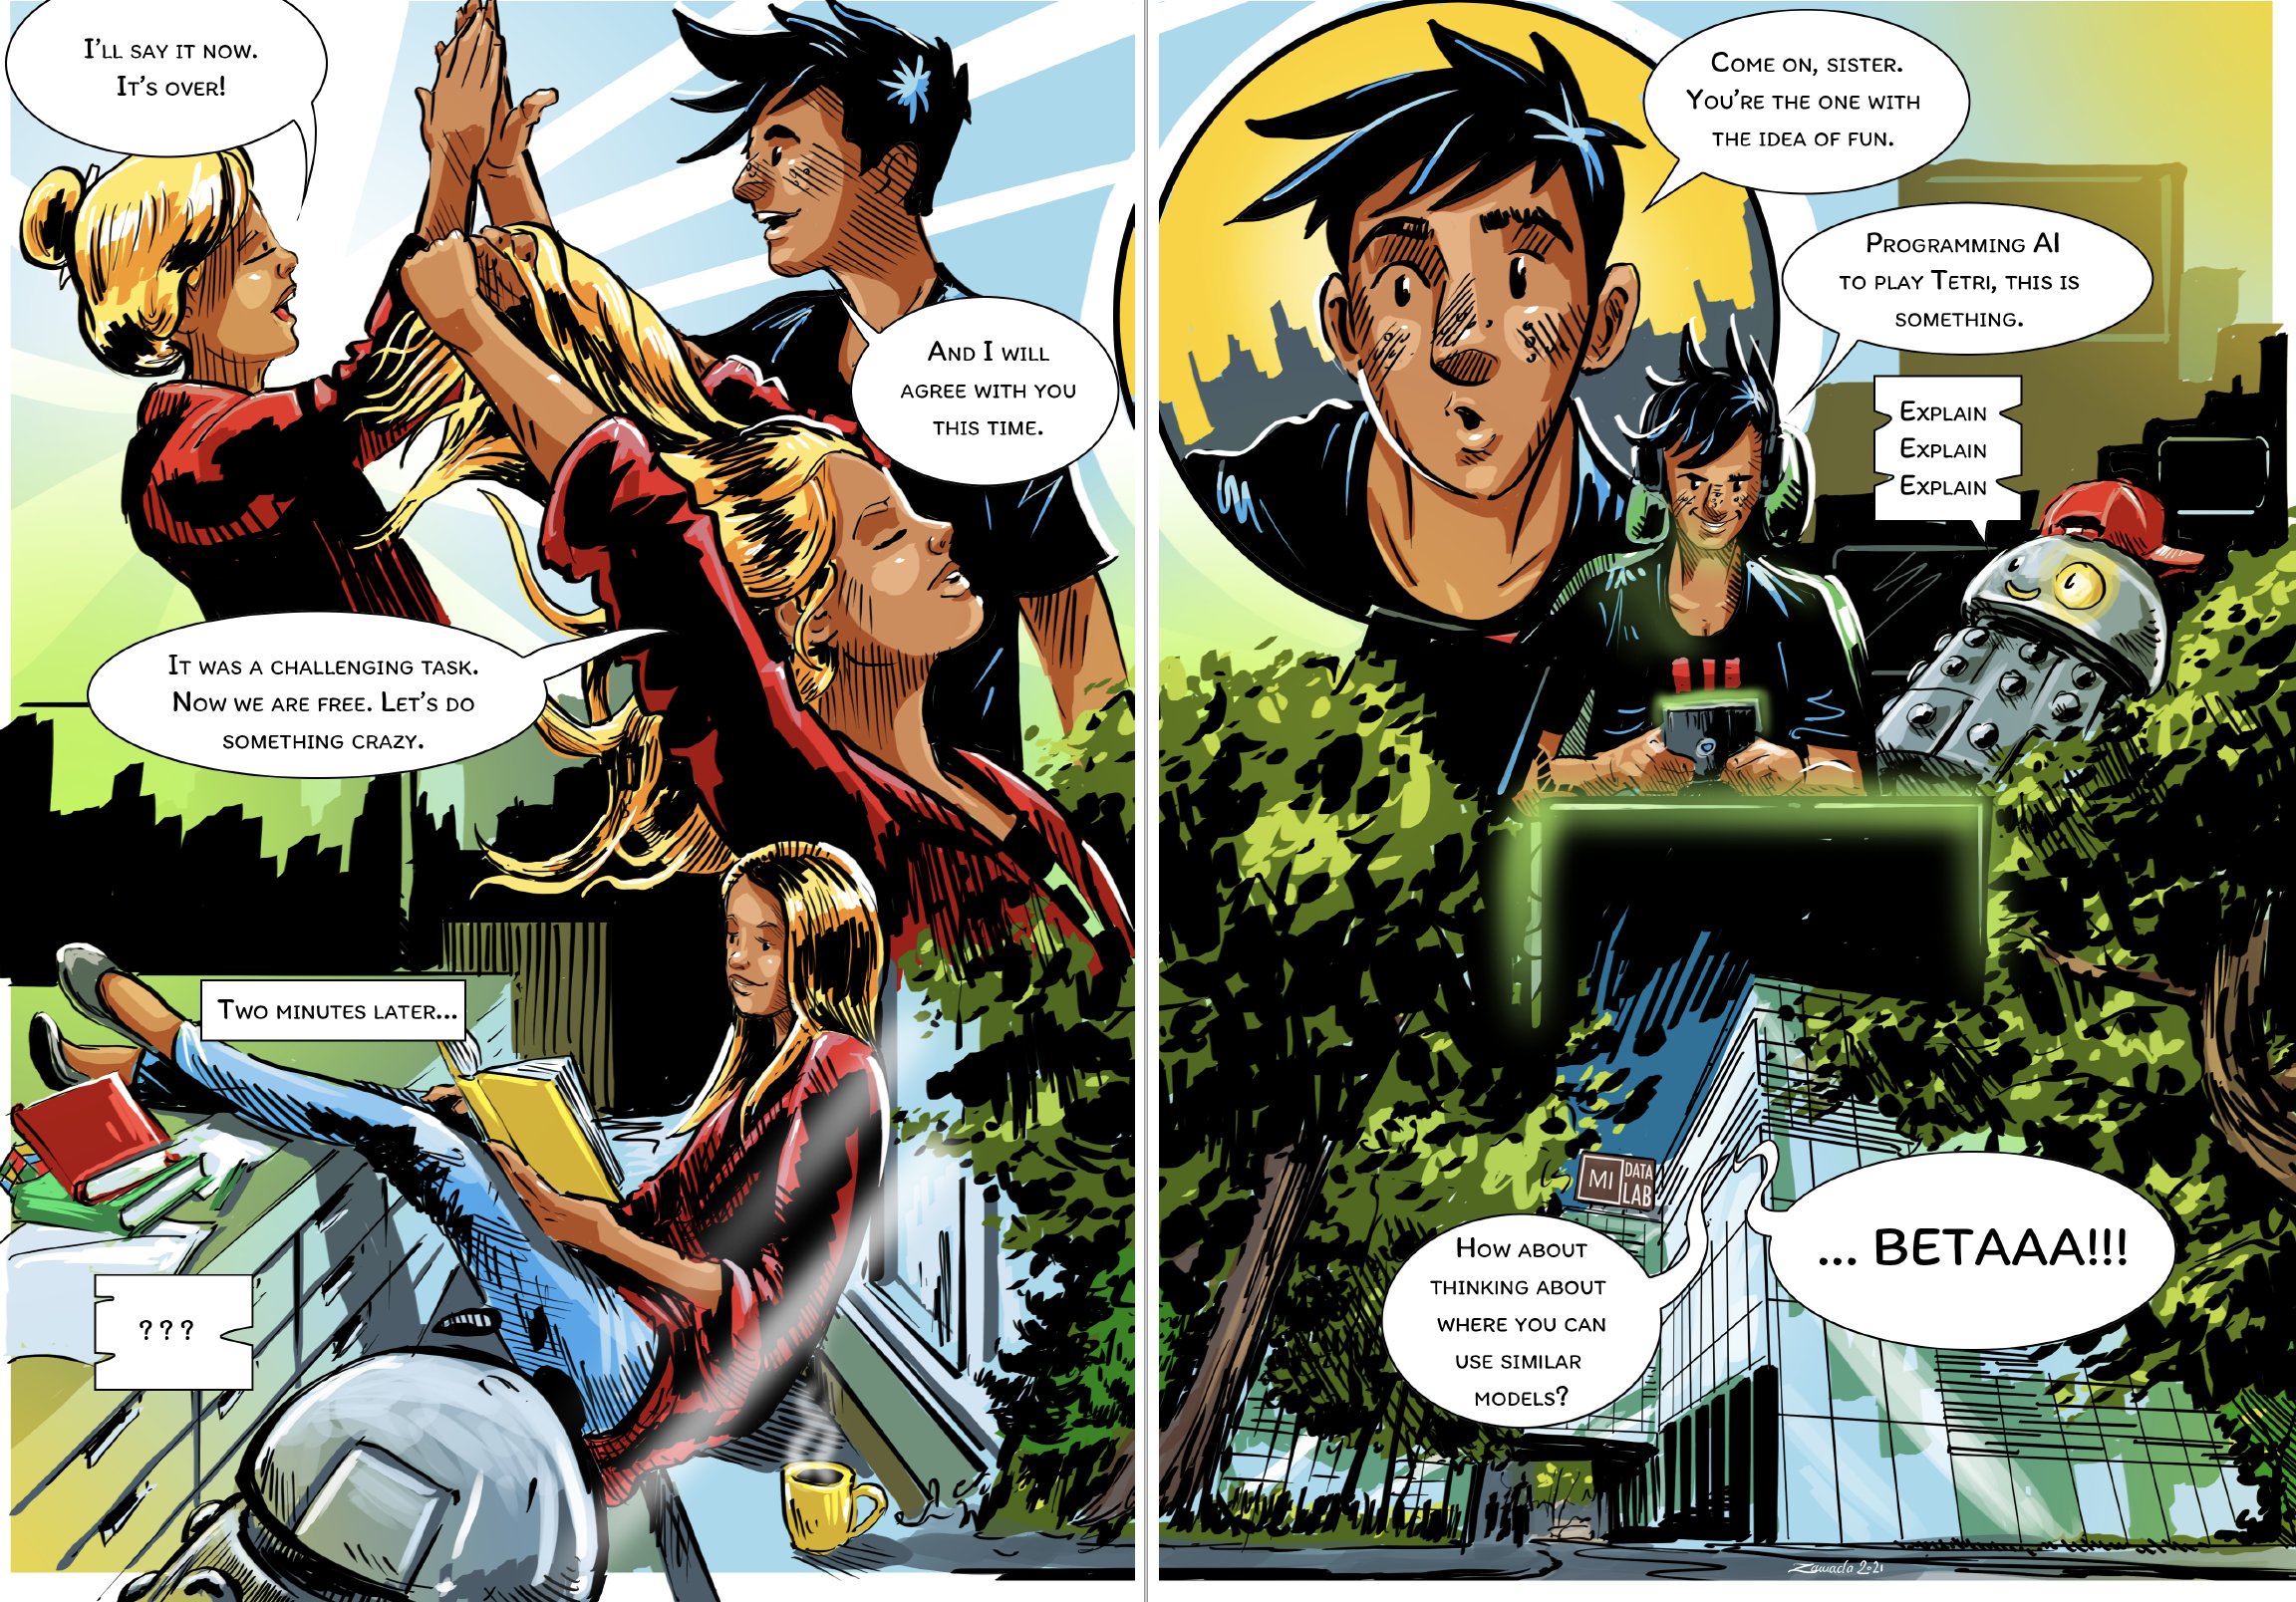 I'll say it now.
It's over!
And I will
agree with you
this time.
It was a challenging task.
Now we are free. Let's do
something crazy.
Two minutes later...
? ? ?
Come on, sister.
You're the one with
the idea of fun.
Programming AI
to play Tetri, this is
something.
Explain
Explain
Explain
MI DATA
LAB
How about
thinking about
where you can
use similar
models?
... BETAAA!!!
Zawada 2021